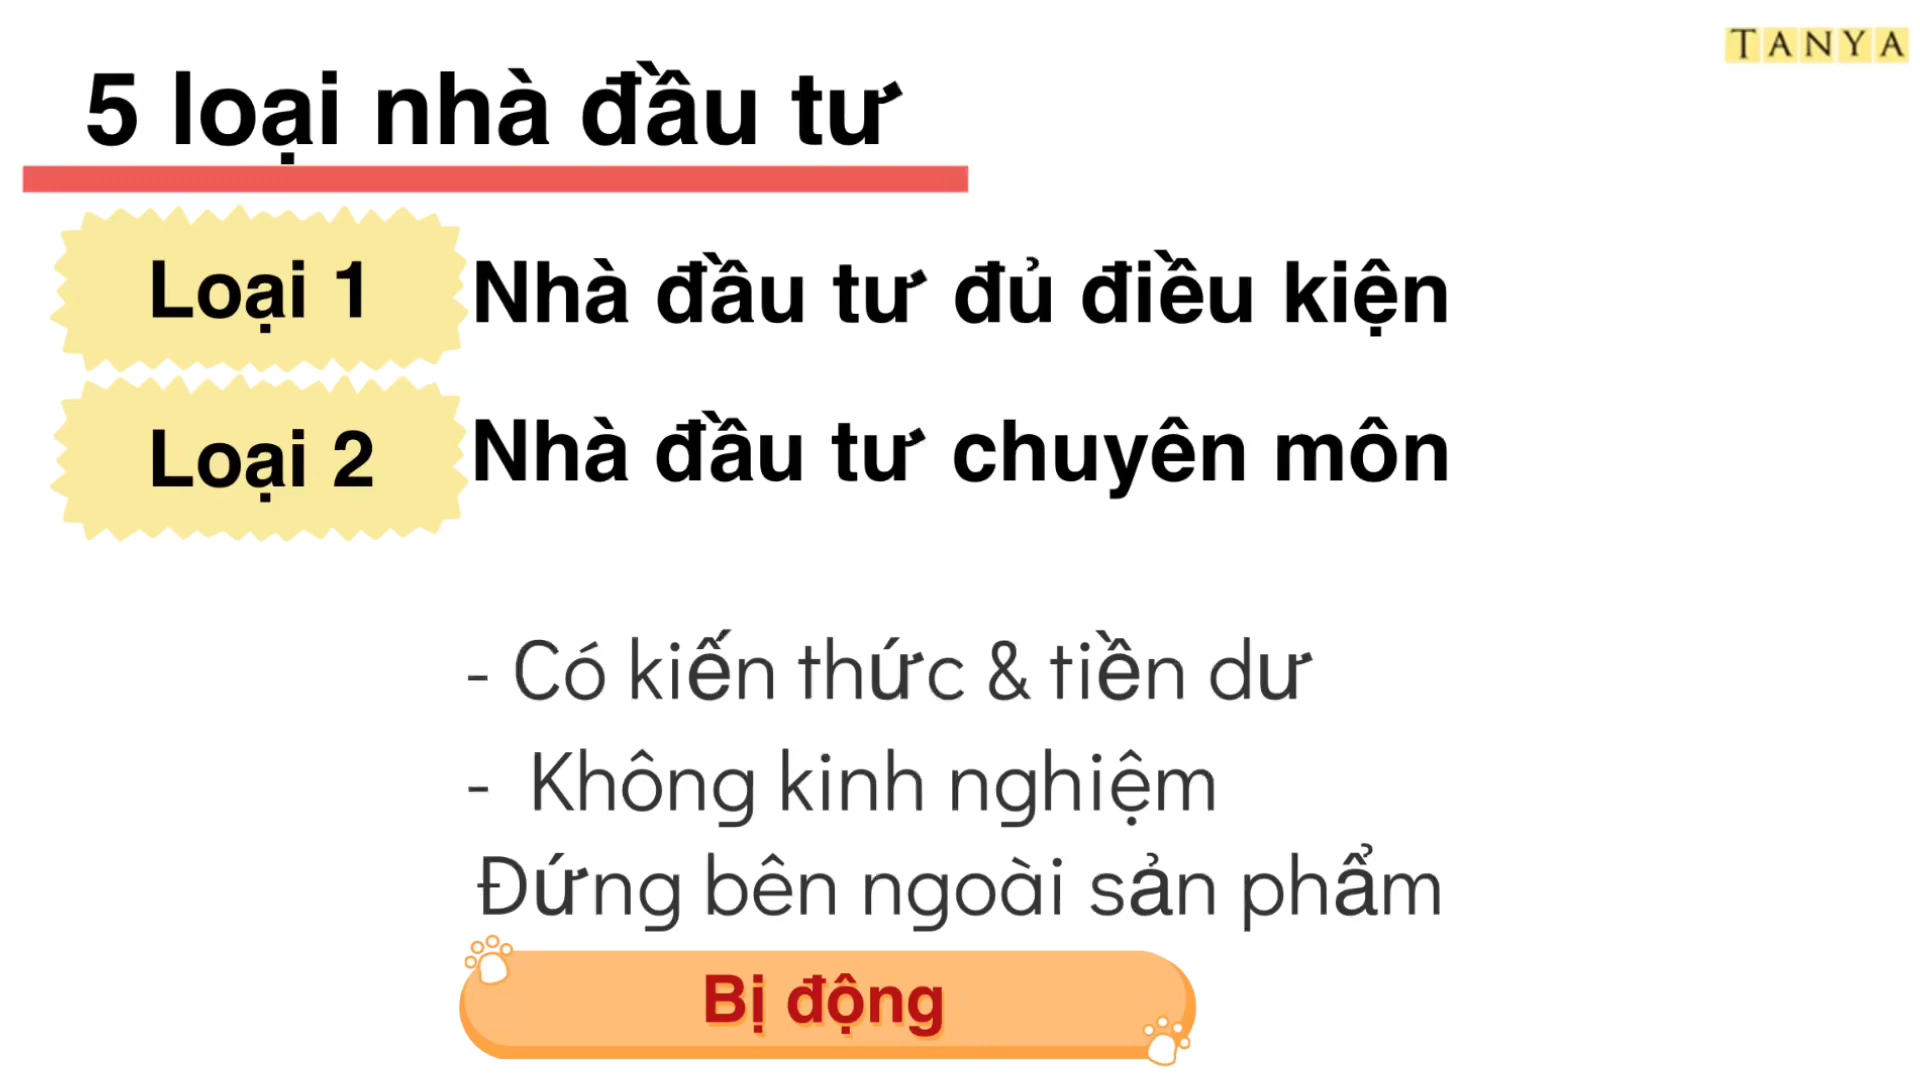 TANYA
5 loại nhà đầu tư
Loại 1 Nhà đầu tư đủ điều kiện
Loại 2 Nhà đầu tư chuyên môn
- Có kiến thức & tiền dư
- Không kinh nghiệm
Đứng bên ngoài sản phẩm
Bị động